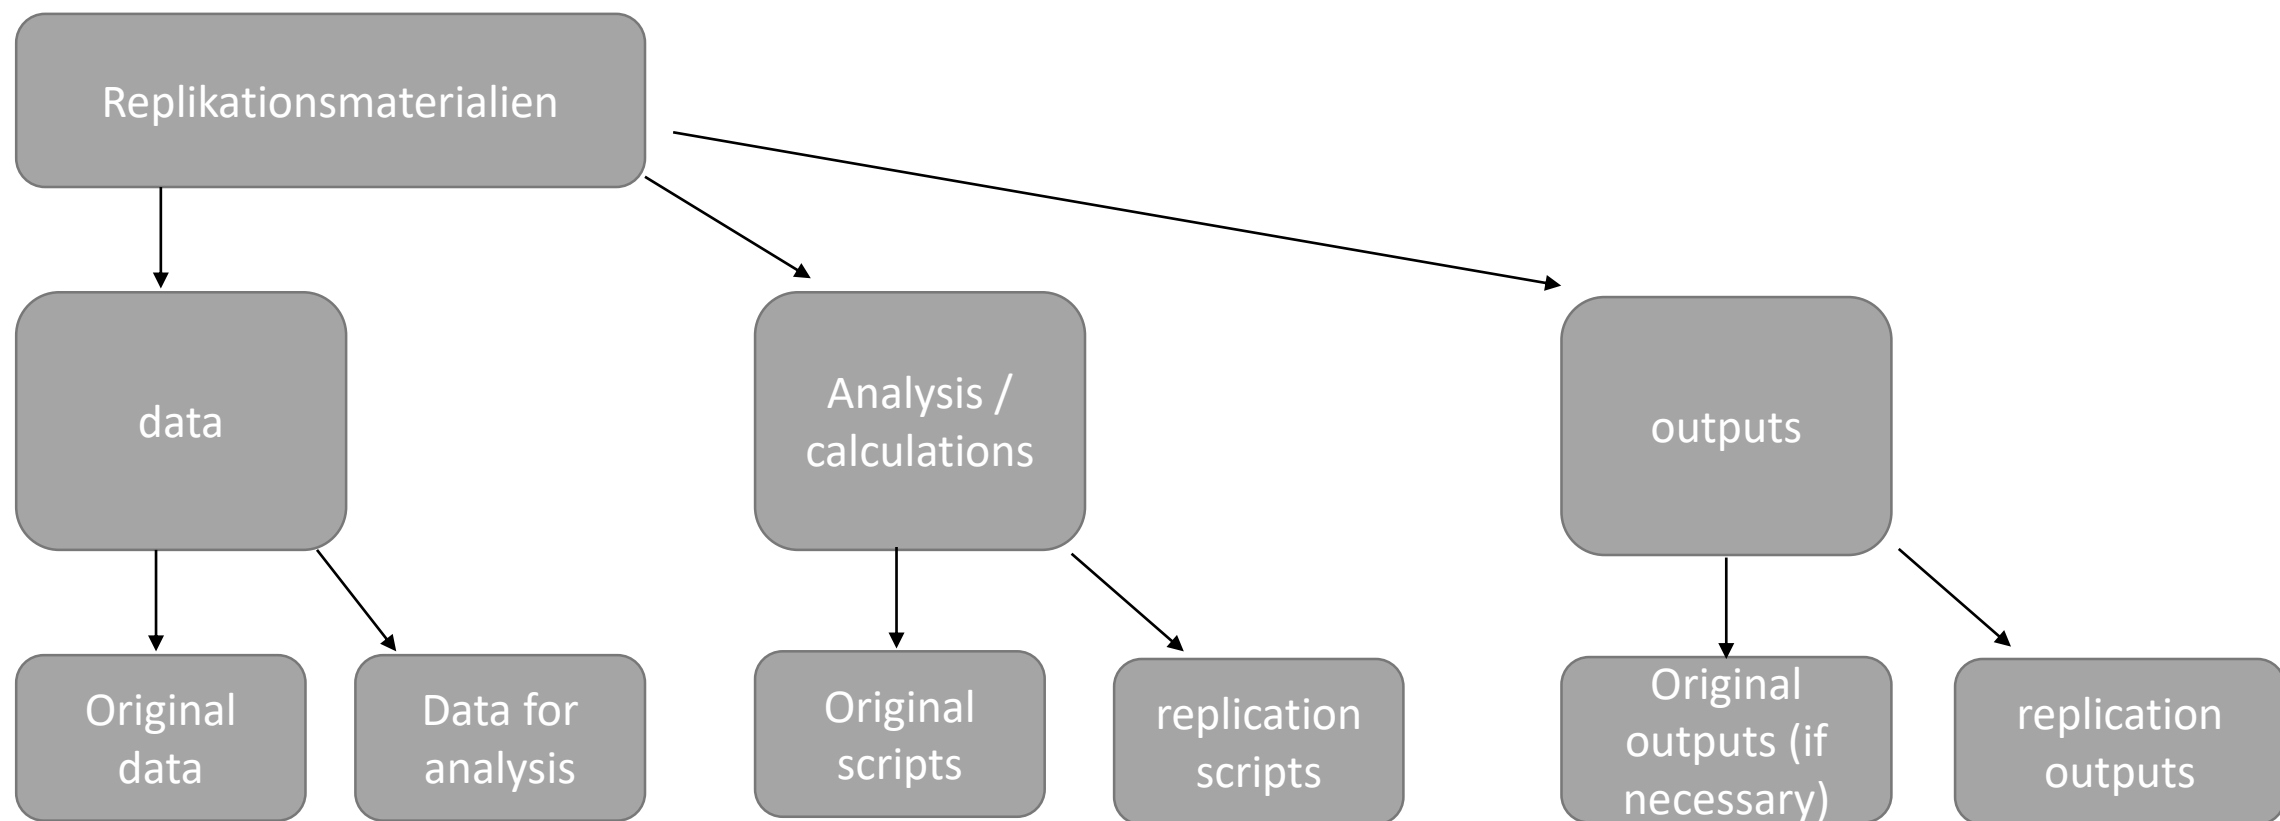 Replikationsmaterialien
data
Analysis /
calculations
outputs
Original
data
Data for
analysis
Original
scripts
replication
scripts
Original
outputs (if
necessary)
replication
outputs